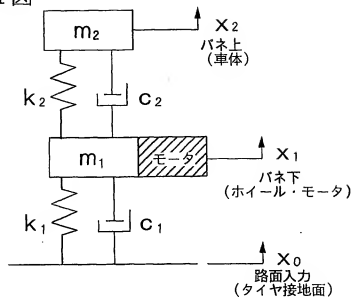 m₂
X₂
バネ上
(車体)
k₂
c₂
m₁
モータ
X₁
バネ下
(ホイール・モータ)
k₁
c₁
X₀
路面入力
(タイヤ接地面)